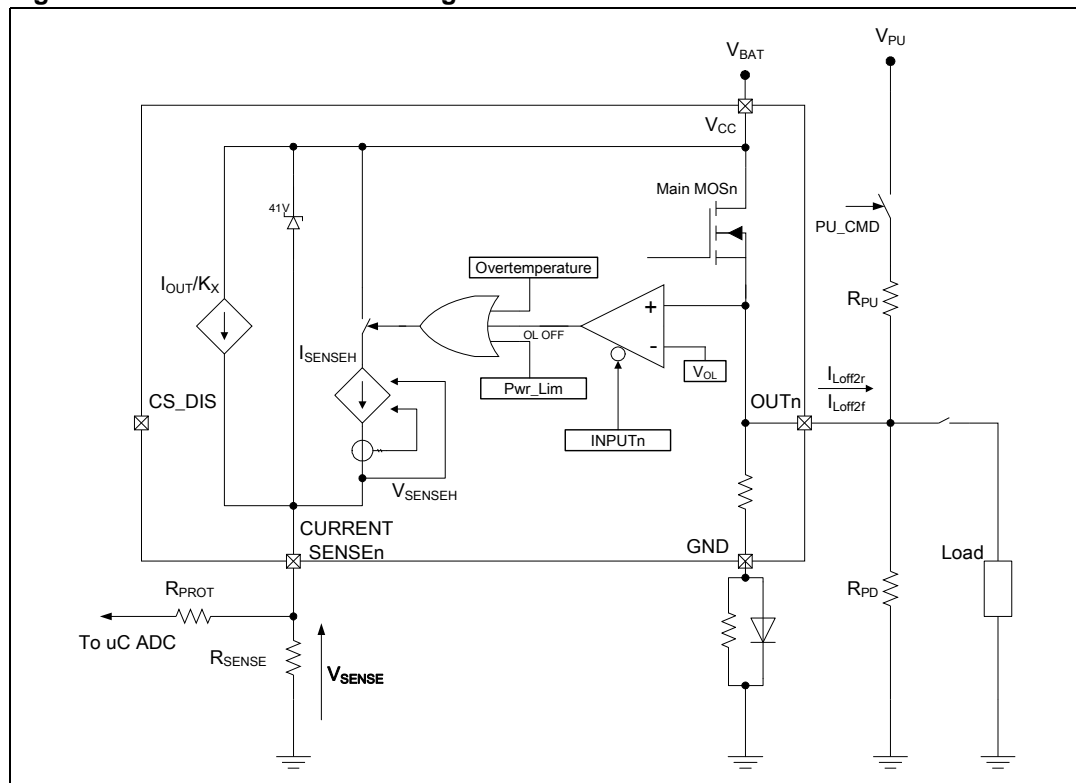 V_BAT
V_PU
V_CC
Main MOSn
41V
PU_CMD
Overtemperature
I_OUT/K_X
R_PU
+
OL OFF
-
I_SENSEH
V_OL
Pwr_Lim
I_Loff2r
CS_DIS
OUTn
I_Loff2f
INPUTn
V_SENSEH
CURRENT
SENSEn
GND
Load
R_PROT
R_PD
To uC ADC
R_SENSE
V_SENSE